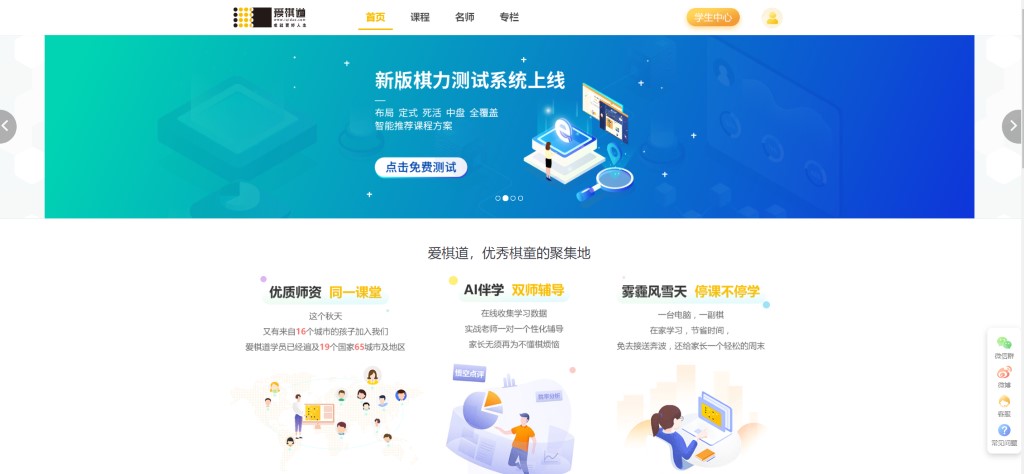 爱棋道
首页 课程 名师 专栏
学生中心
新版棋力测试系统上线
布局 定式 死活 中盘 全覆盖
智能推荐课程方案
点击免费测试
爱棋道，优秀棋童的聚集地
优质师资 同一课堂
这个秋天
又有来自16个城市的孩子加入我们
爱棋道学员已经遍及19个国家65城市及地区
AI伴学 双师辅导
在线收集学习数据
实战老师一对一个性化辅导
家长无须再为不懂棋烦恼
悟空点评
雾霾风雪天 停课不停学
一台电脑，一副棋
在家学习，节省时间，
免去接送奔波，还给家长一个轻松的周末
微信群
微博
客服
常见问题